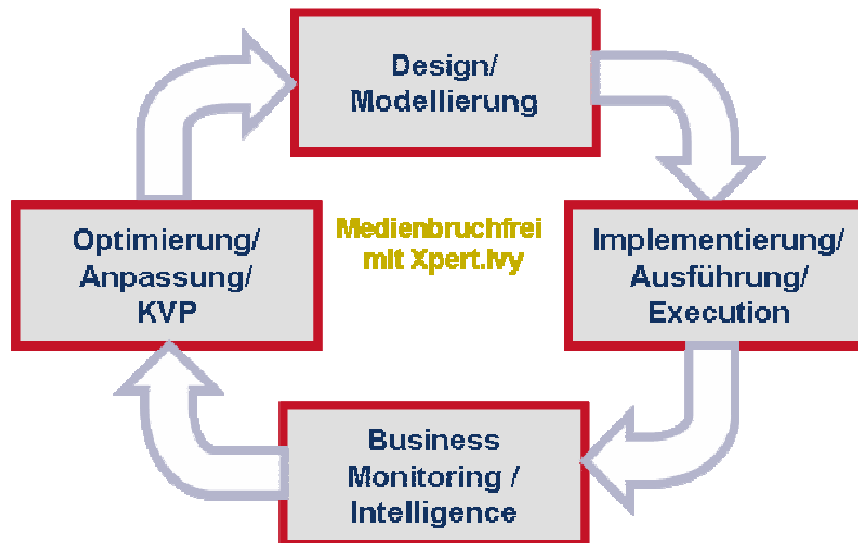 Design/
Modellierung
Optimierung/
Anpassung/
KVP
Medienbruchfrei
mit Xpert.Ivy
Implementierung/
Ausführung/
Execution
Business
Monitoring /
Intelligence